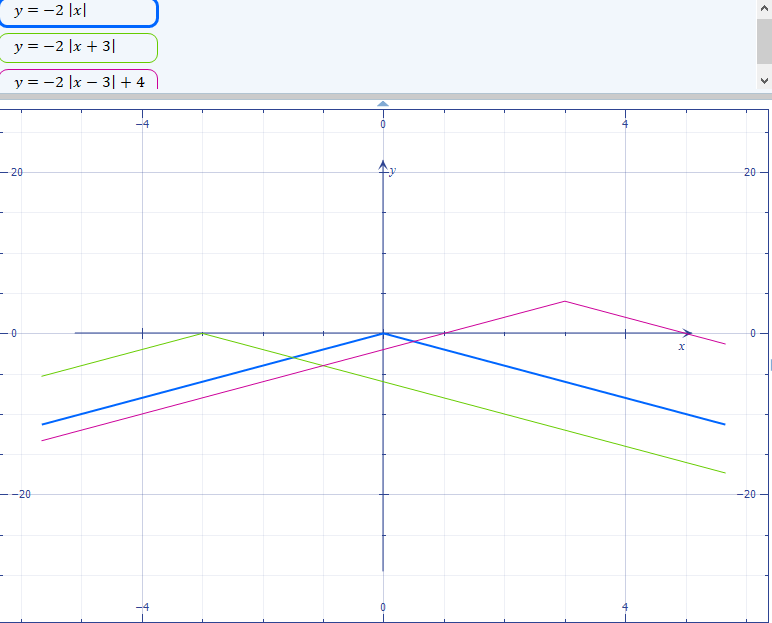 y = −2 |x|
y = −2 |x + 3|
y = −2 |x − 3| + 4
−4 0 4
y
20 20
0 0
x
−20 −20
−4 0 4